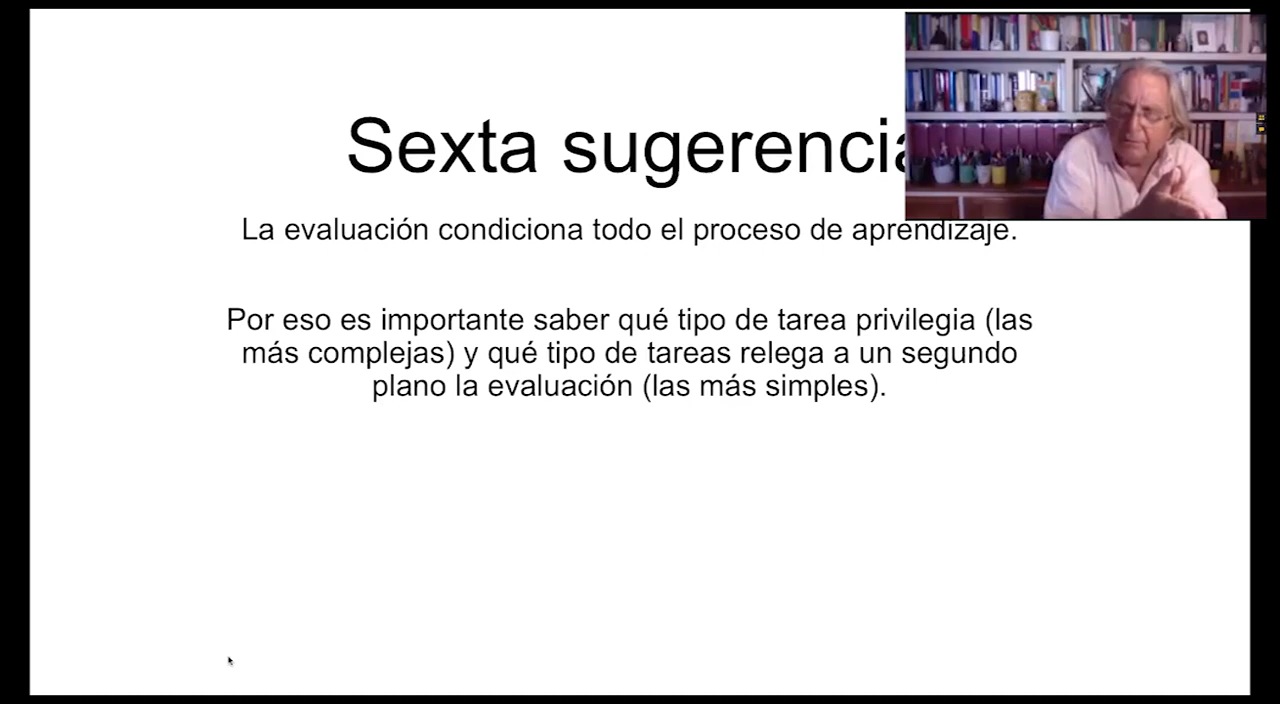 Sexta sugerencia
La evaluación condiciona todo el proceso de aprendizaje.
Por eso es importante saber qué tipo de tarea privilegia (las
más complejas) y qué tipo de tareas relega a un segundo
plano la evaluación (las más simples).